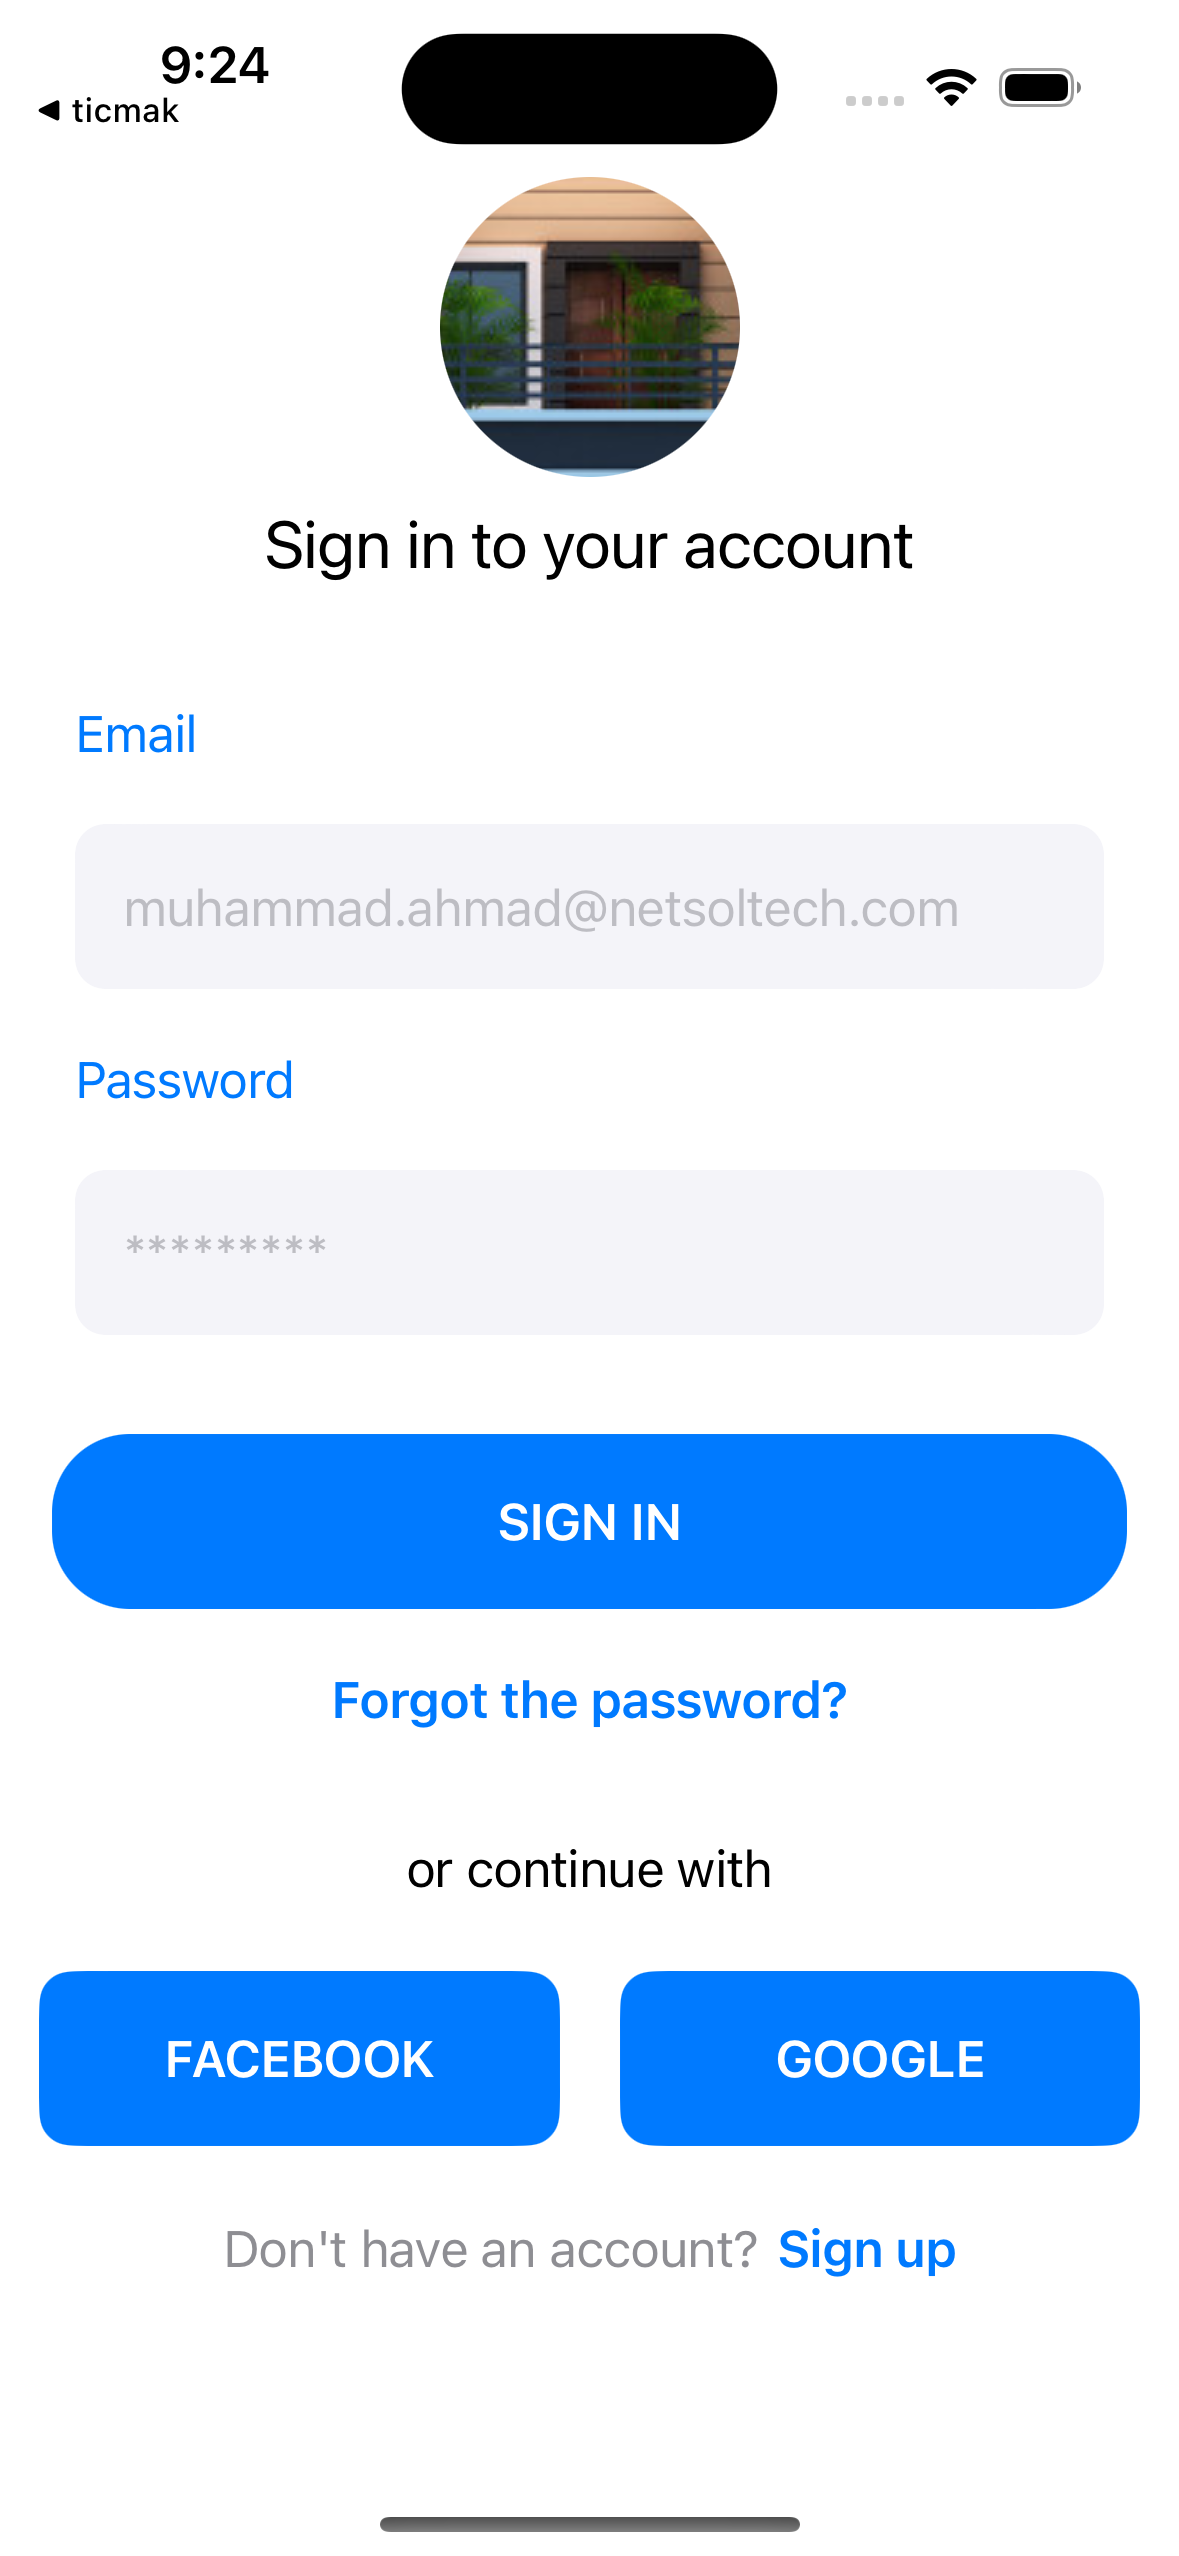 9:24
ticmak
Sign in to your account
Email
muhammad.ahmad@netsoltech.com
Password
*********
SIGN IN
Forgot the password?
or continue with
FACEBOOK GOOGLE
Don't have an account? Sign up